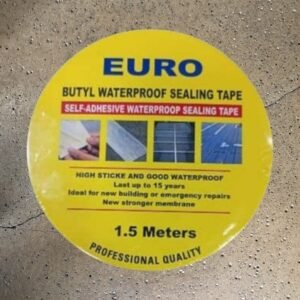 EURO
BUTYL WATERPROOF SEALING TAPE
SELF-ADHESIVE WATERPROOP SEALING TAPE
HIGH STICKE AND GOOD WATERPROOF
Last up to 15 years
Ideal for new building or emergency repairs
New stronger membrane
1.5 Meters
PROFESSIONAL QUALITY